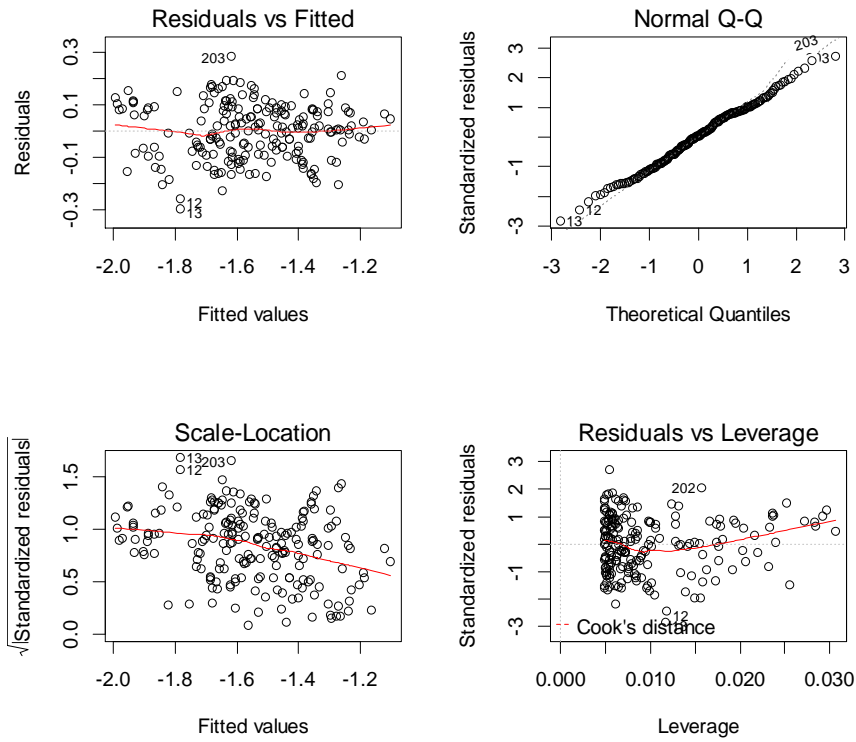 Residuals vs Fitted
Residuals
0.3
0.1
-0.1
-0.3
203
12
13
-2.0 -1.8 -1.6 -1.4 -1.2
Fitted values
Normal Q-Q
Standardized residuals
3
1
-1
-3
203
13
12
-3 -2 -1 0 1 2 3
Theoretical Quantiles
Scale-Location
√|Standardized residuals|
1.5
1.0
0.5
0.0
13
203
12
-2.0 -1.8 -1.6 -1.4 -1.2
Fitted values
Residuals vs Leverage
Standardized residuals
3
1
-1
-3
202
12
Cook's distance
0.000 0.010 0.020 0.030
Leverage